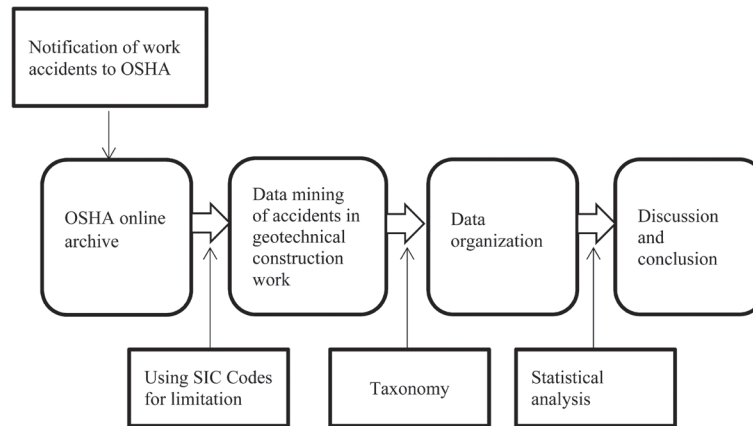 Notification of work
accidents to OSHA
OSHA online
archive
Data mining
of accidents in
geotechnical
construction
work
Data
organization
Discussion
and
conclusion
Using SIC Codes
for limitation
Taxonomy
Statistical
analysis